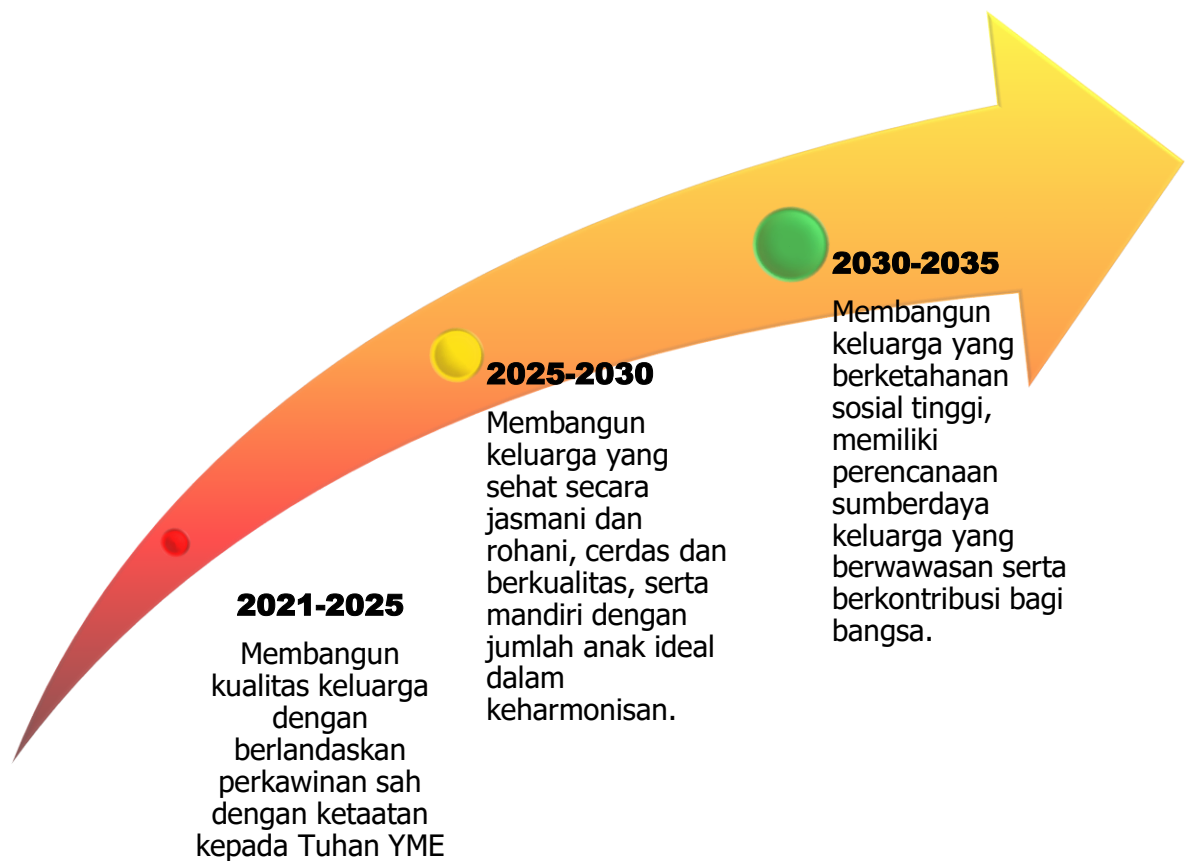 2021-2025
Membangun
kualitas keluarga
dengan
berlandaskan
perkawinan sah
dengan ketaatan
kepada Tuhan YME
2025-2030
Membangun
keluarga yang
sehat secara
jasmani dan
rohani, cerdas dan
berkualitas, serta
mandiri dengan
jumlah anak ideal
dalam
keharmonisan.
2030-2035
Membangun
keluarga yang
berketahanan
sosial tinggi,
memiliki
perencanaan
sumberdaya
keluarga yang
berwawasan serta
berkontribusi bagi
bangsa.